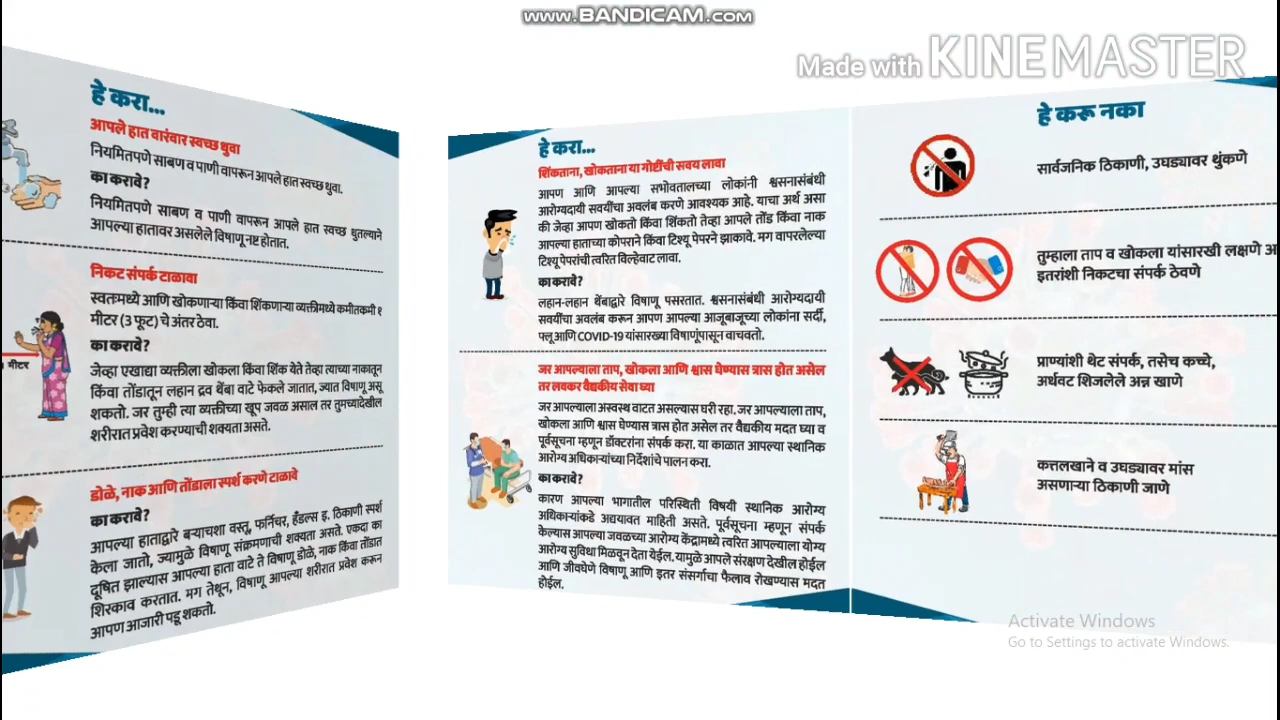 www.BANDICAM.com
Made with KINEMASTER
हे करा...
आपले हात वारंवार स्वच्छ धुवा
नियमितपणे साबण व पाणी वापरून आपले हात स्वच्छ धुवा.
का करावे?
नियमितपणे साबण व पाणी वापरून आपले हात स्वच्छ धुतल्याने
आपल्या हातावर असलेले विषाणू नष्ट होतात.
निकट संपर्क टाळावा
स्वतःमध्ये आणि खोकणाऱ्या किंवा शिंकणाऱ्या व्यक्तीमध्ये कमीतकमी १
मीटर (3 फूट) चे अंतर ठेवा.
का करावे?
मीटर
जेव्हा एखाद्या व्यक्तीला खोकला किंवा शिंक येते तेव्हा त्याच्या नाकातून
किंवा तोंडातून लहान द्रव थेंबा वाटे फेकले जातात, ज्यात विषाणू असू
शकतो. जर तुम्ही त्या व्यक्तीच्या खूप जवळ असाल तर तुमच्यादेखील
शरीरात प्रवेश करण्याची शक्यता असते.
डोळे, नाक आणि तोंडाला स्पर्श करणे टाळावे
का करावे?
आपल्या हाताद्वारे बऱ्याचशा वस्तू, फर्निचर, हँडल्स इ. ठिकाणी स्पर्श
केला जातो, ज्यामुळे विषाणू संक्रमणाची शक्यता असते. एकदा का
दूषित झाल्यास आपल्या हाता वाटे ते विषाणू डोळे, नाक किंवा तोंडात
शिरकाव करतात. मग तेथून, विषाणू आपल्या शरीरात प्रवेश करून
आपण आजारी पडू शकतो.
हे करा...
शिंकताना, खोकताना या गोष्टींची सवय लावा
आपण आणि आपल्या सभोवतालच्या लोकांनी श्वसनासंबंधी
आरोग्यदायी सवयींचा अवलंब करणे आवश्यक आहे. याचा अर्थ असा
की जेव्हा आपण खोकतो किंवा शिंकतो तेव्हा आपले तोंड किंवा नाक
आपल्या हाताच्या कोपराने किंवा टिश्यू पेपरने झाकावे. मग वापरलेल्या
टिश्यू पेपरांची त्वरित विल्हेवाट लावा.
का करावे?
लहान-लहान थेंबाद्वारे विषाणू पसरतात. श्वसनासंबंधी आरोग्यदायी
सवयींचा अवलंब करून आपण आपल्या आजूबाजूच्या लोकांना सर्दी,
फ्लू आणि COVID-19 यांसारख्या विषाणूंपासून वाचवतो.
जर आपल्याला ताप, खोकला आणि श्वास घेण्यास त्रास होत असेल
तर लवकर वैद्यकीय सेवा घ्या
जर आपल्याला अस्वस्थ वाटत असल्यास घरी रहा. जर आपल्याला ताप,
खोकला आणि श्वास घेण्यास त्रास होत असेल तर वैद्यकीय मदत घ्या व
पूर्वसूचना म्हणून डॉक्टरांना संपर्क करा. या काळात आपल्या स्थानिक
आरोग्य अधिकाऱ्यांच्या निर्देशांचे पालन करा.
का करावे?
कारण आपल्या भागातील परिस्थिती विषयी स्थानिक आरोग्य
अधिकाऱ्यांकडे अद्ययावत माहिती असते. पूर्वसूचना म्हणून संपर्क
केल्यास आपल्या जवळच्या आरोग्य केंद्रामध्ये त्वरित आपल्याला योग्य
आरोग्य सुविधा मिळवून देता येईल. यामुळे आपले संरक्षण देखील होईल
आणि जीवघेणे विषाणू आणि इतर संसर्गाचा फैलाव रोखण्यास मदत
होईल.
हे करू नका
सार्वजनिक ठिकाणी, उघड्यावर थुंकणे
तुम्हाला ताप व खोकला यांसारखी लक्षणे अ
इतरांशी निकटचा संपर्क ठेवणे
प्राण्यांशी थेट संपर्क, तसेच कच्चे,
अर्धवट शिजलेले अन्न खाणे
कत्तलखाने व उघड्यावर मांस
असणाऱ्या ठिकाणी जाणे
Activate Windows
Go to Settings to activate Windows.